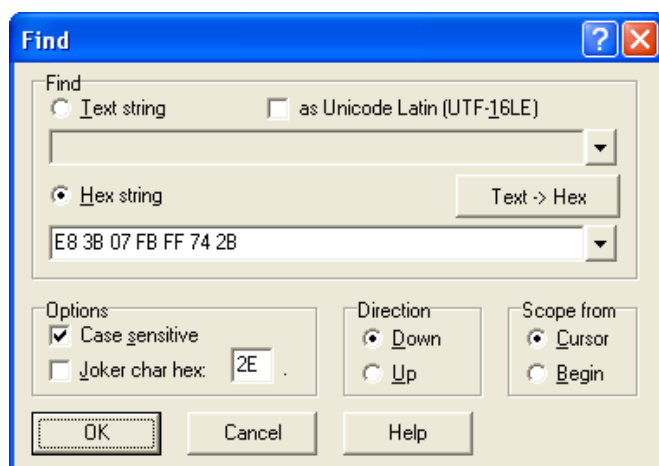 Find
Find
Text string
as Unicode Latin (UTF-16LE)
Hex string
Text -> Hex
E8 3B 07 FB FF 74 2B
Options
Case sensitive
Joker char hex: 2E .
Direction
Down
Up
Scope from
Cursor
Begin
OK
Cancel
Help